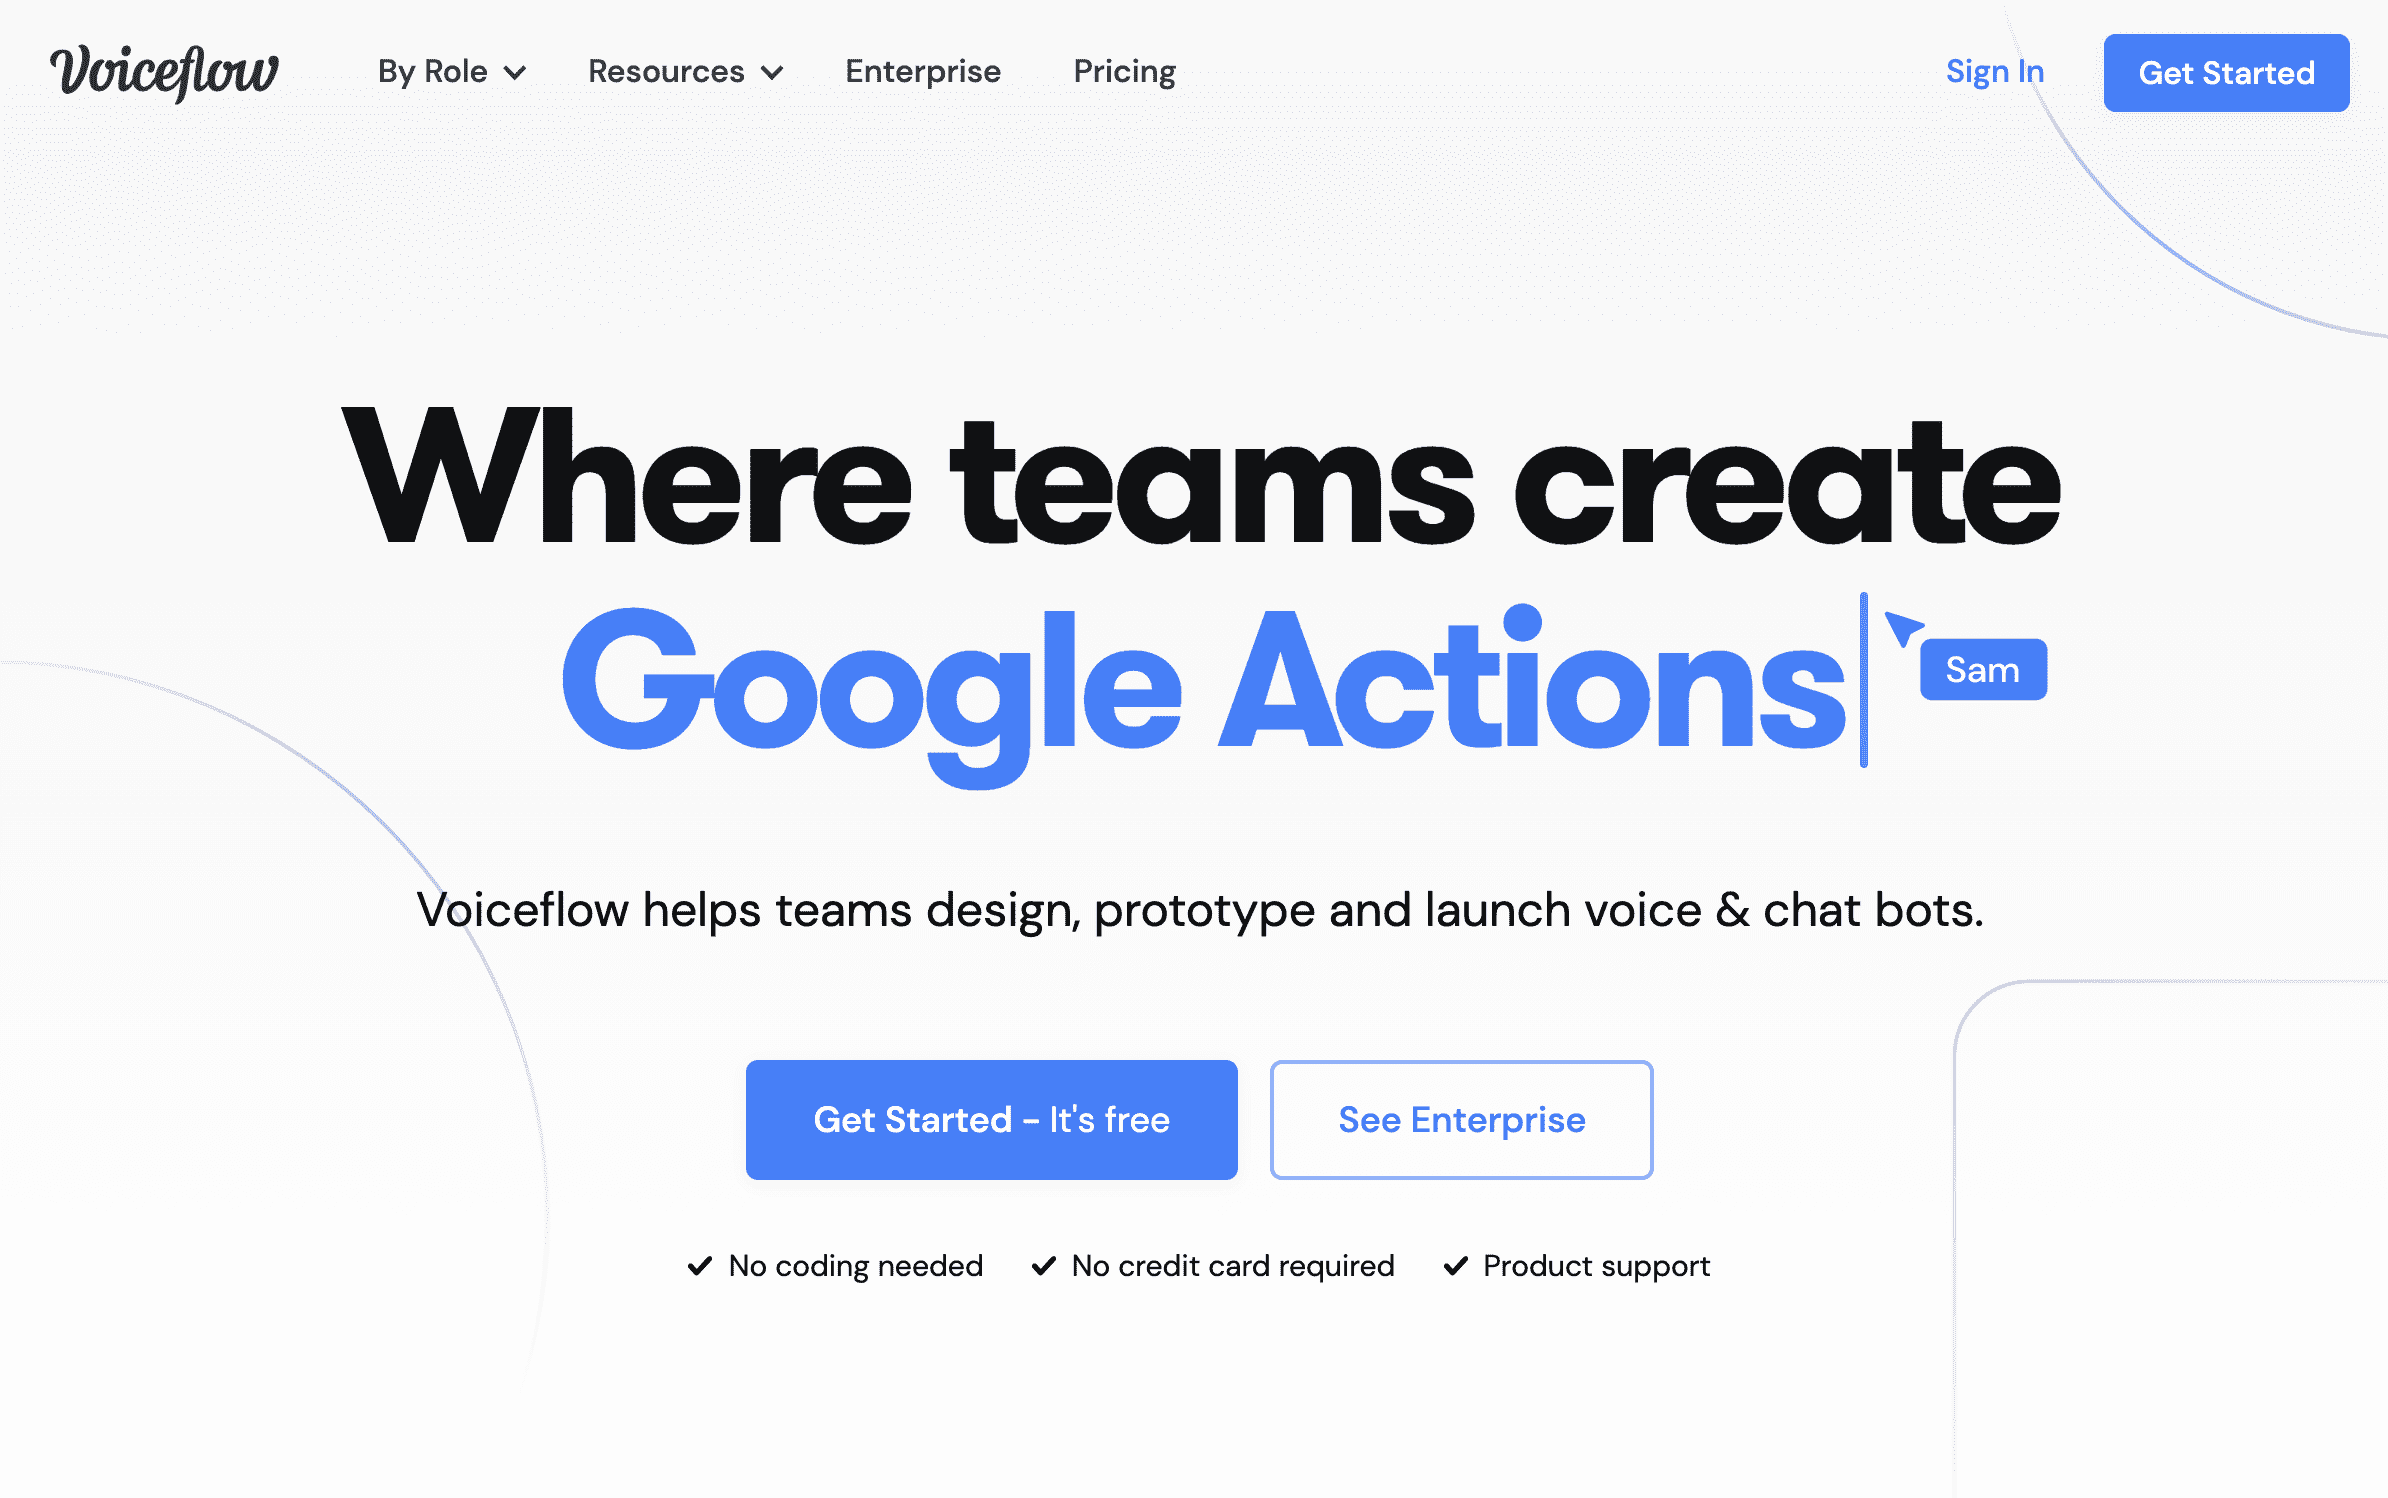 Voiceflow By Role Resources Enterprise Pricing Sign In Get Started
Where teams create
Google Actions
Sam
Voiceflow helps teams design, prototype and launch voice & chat bots.
Get Started – It's free See Enterprise
No coding needed No credit card required Product support